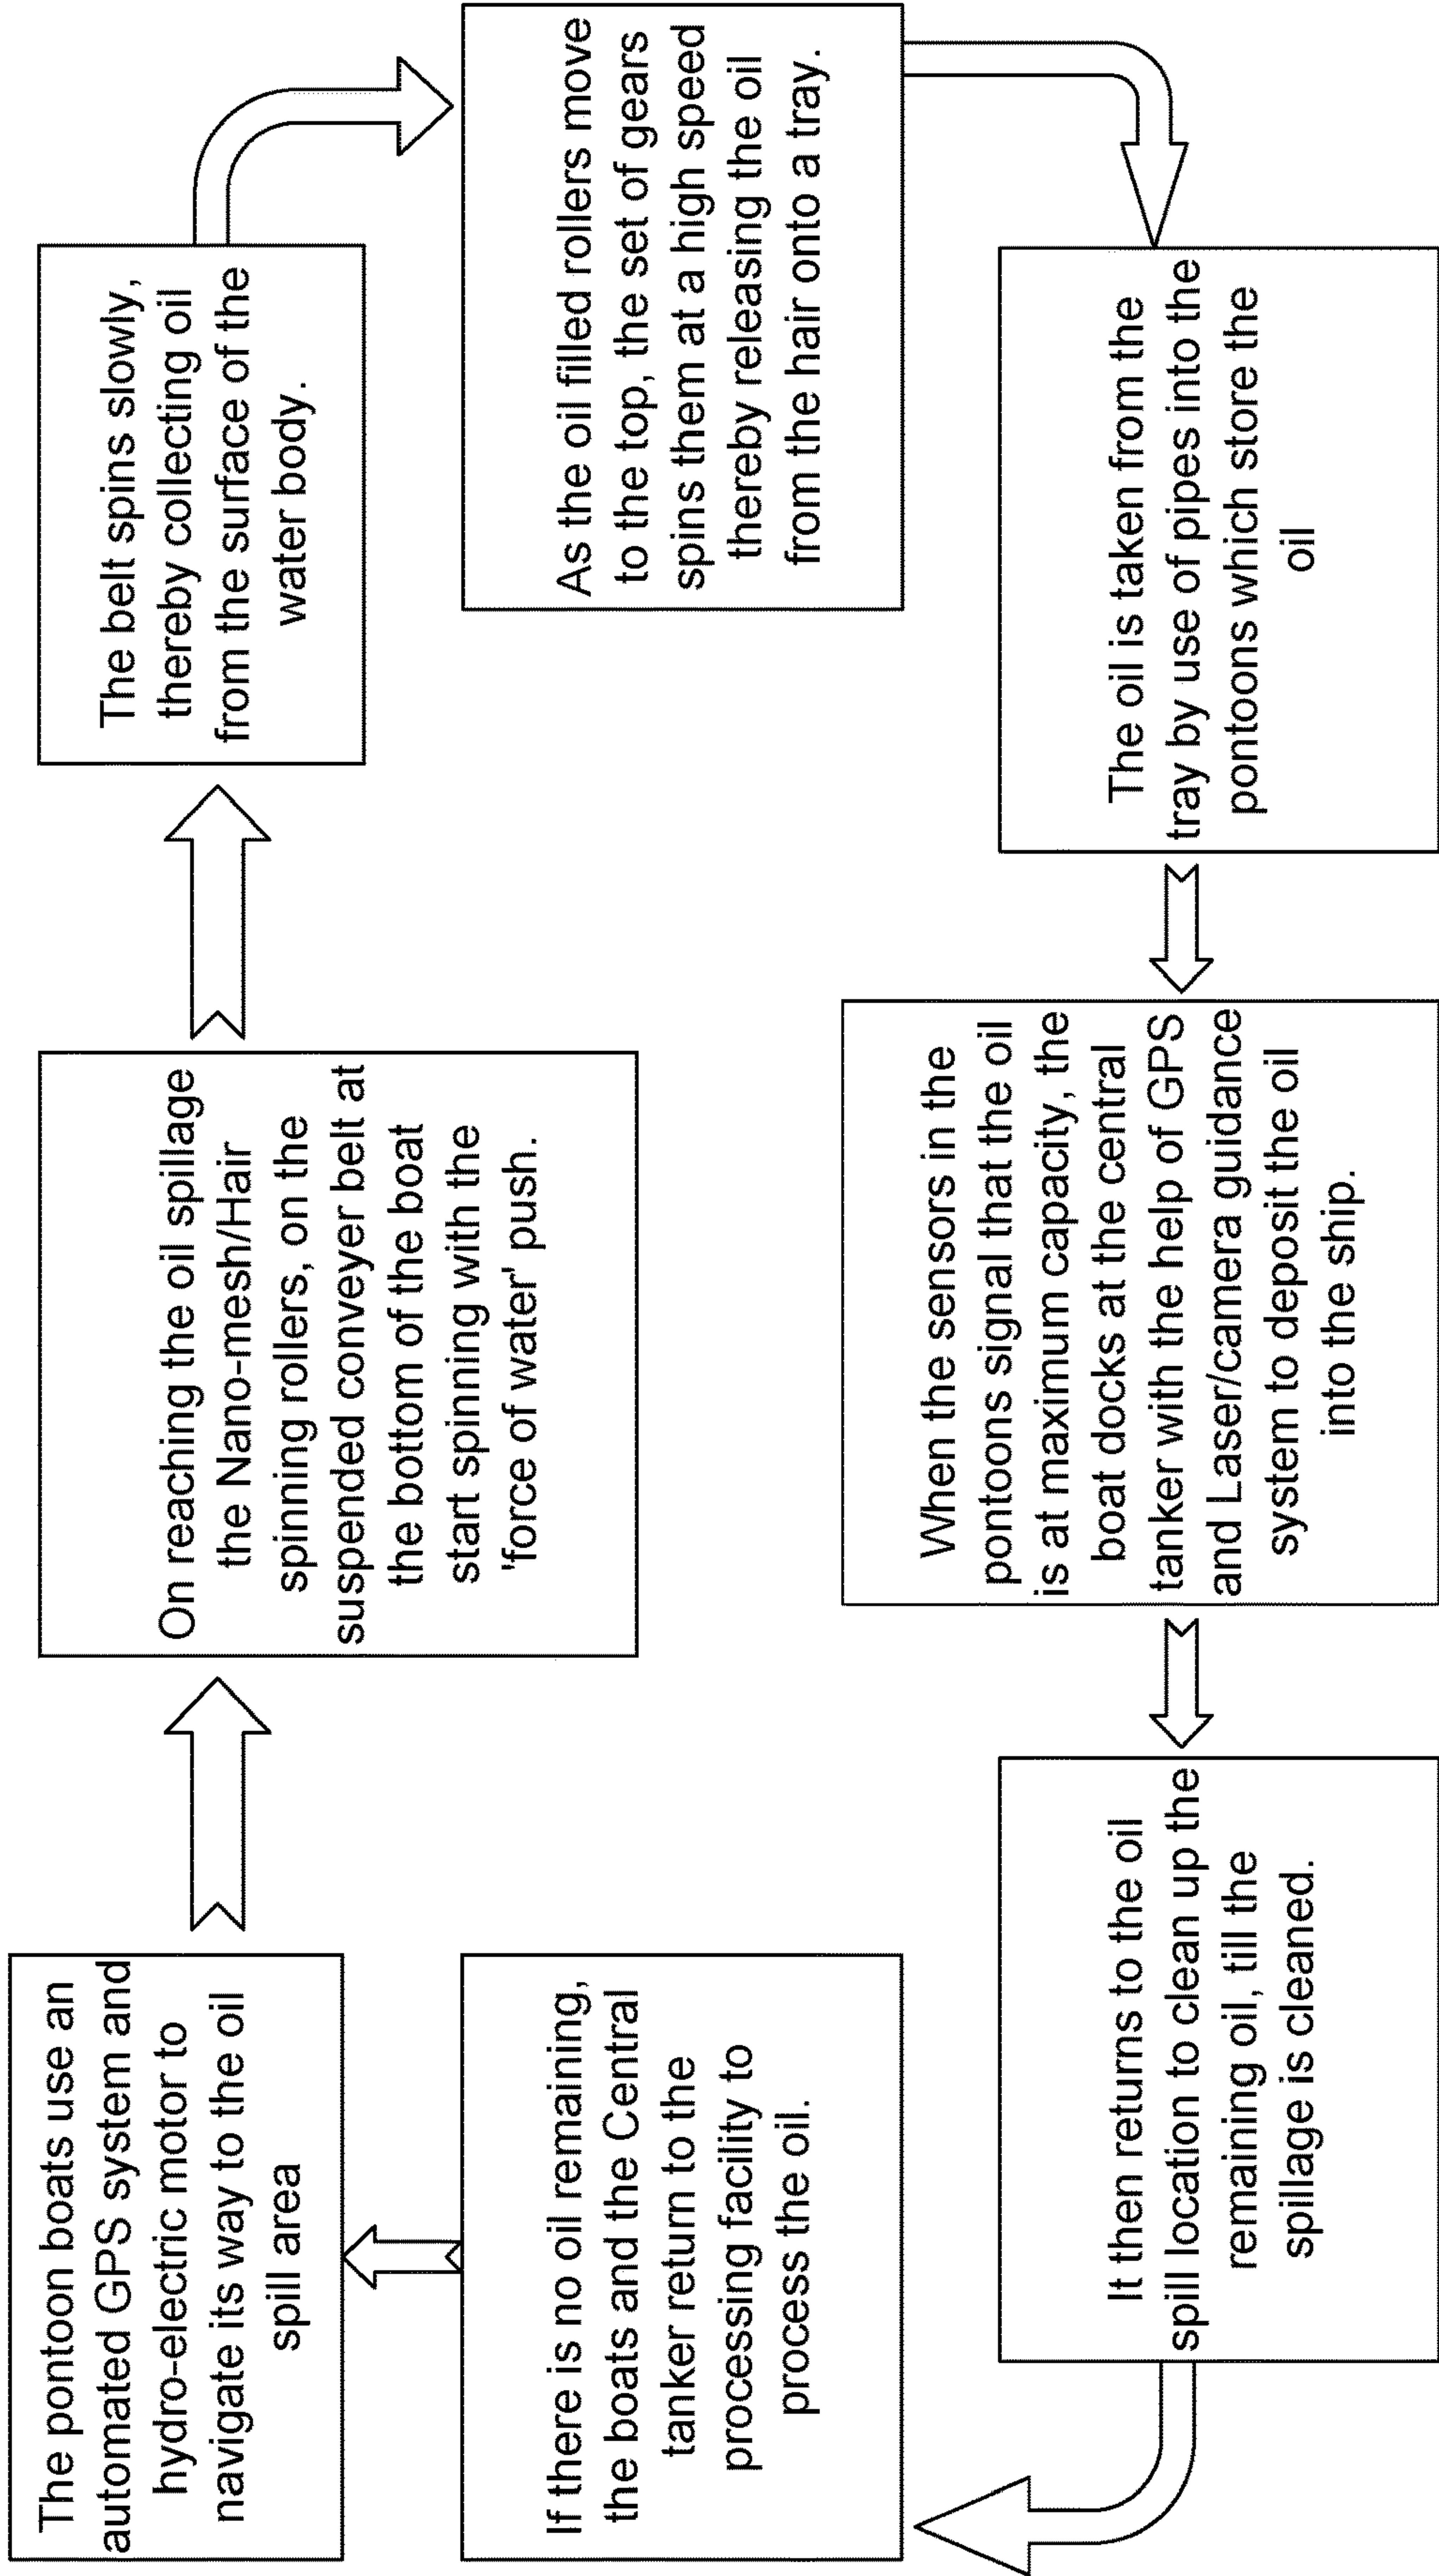 The pontoon boats use an
automated GPS system and
hydro-electric motor to
navigate its way to the oil
spill area
On reaching the oil spillage
the Nano-mesh/Hair
spinning rollers, on the
suspended conveyer belt at
the bottom of the boat
start spinning with the
'force of water' push.
The belt spins slowly,
thereby collecting oil
from the surface of the
water body.
As the oil filled rollers move
to the top, the set of gears
spins them at a high speed
thereby releasing the oil
from the hair onto a tray.
The oil is taken from the
tray by use of pipes into the
pontoons which store the
oil
When the sensors in the
pontoons signal that the oil
is at maximum capacity, the
boat docks at the central
tanker with the help of GPS
and Laser/camera guidance
system to deposit the oil
into the ship.
It then returns to the oil
spill location to clean up the
remaining oil, till the
spillage is cleaned.
If there is no oil remaining,
the boats and the Central
tanker return to the
processing facility to
process the oil.